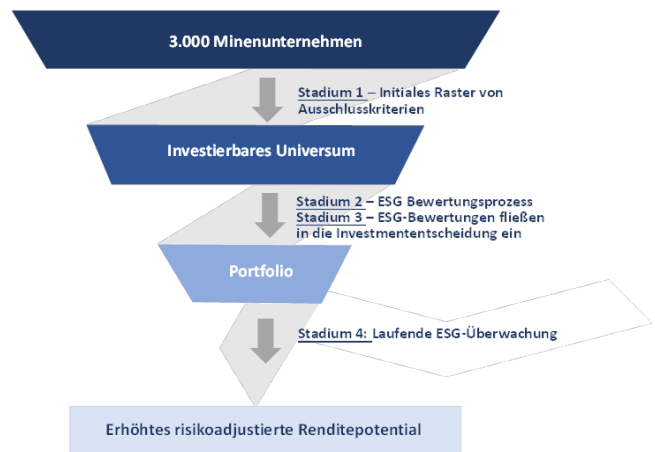 3.000 Minenunternehmen
Stadium 1 – Initiales Raster von
Ausschlusskriterien
Investierbares Universum
Stadium 2 – ESG Bewertungsprozess
Stadium 3 – ESG-Bewertungen fließen
in die Investmententscheidung ein
Portfolio
Stadium 4: Laufende ESG-Überwachung
Erhöhtes risikoadjustierte Renditepotential